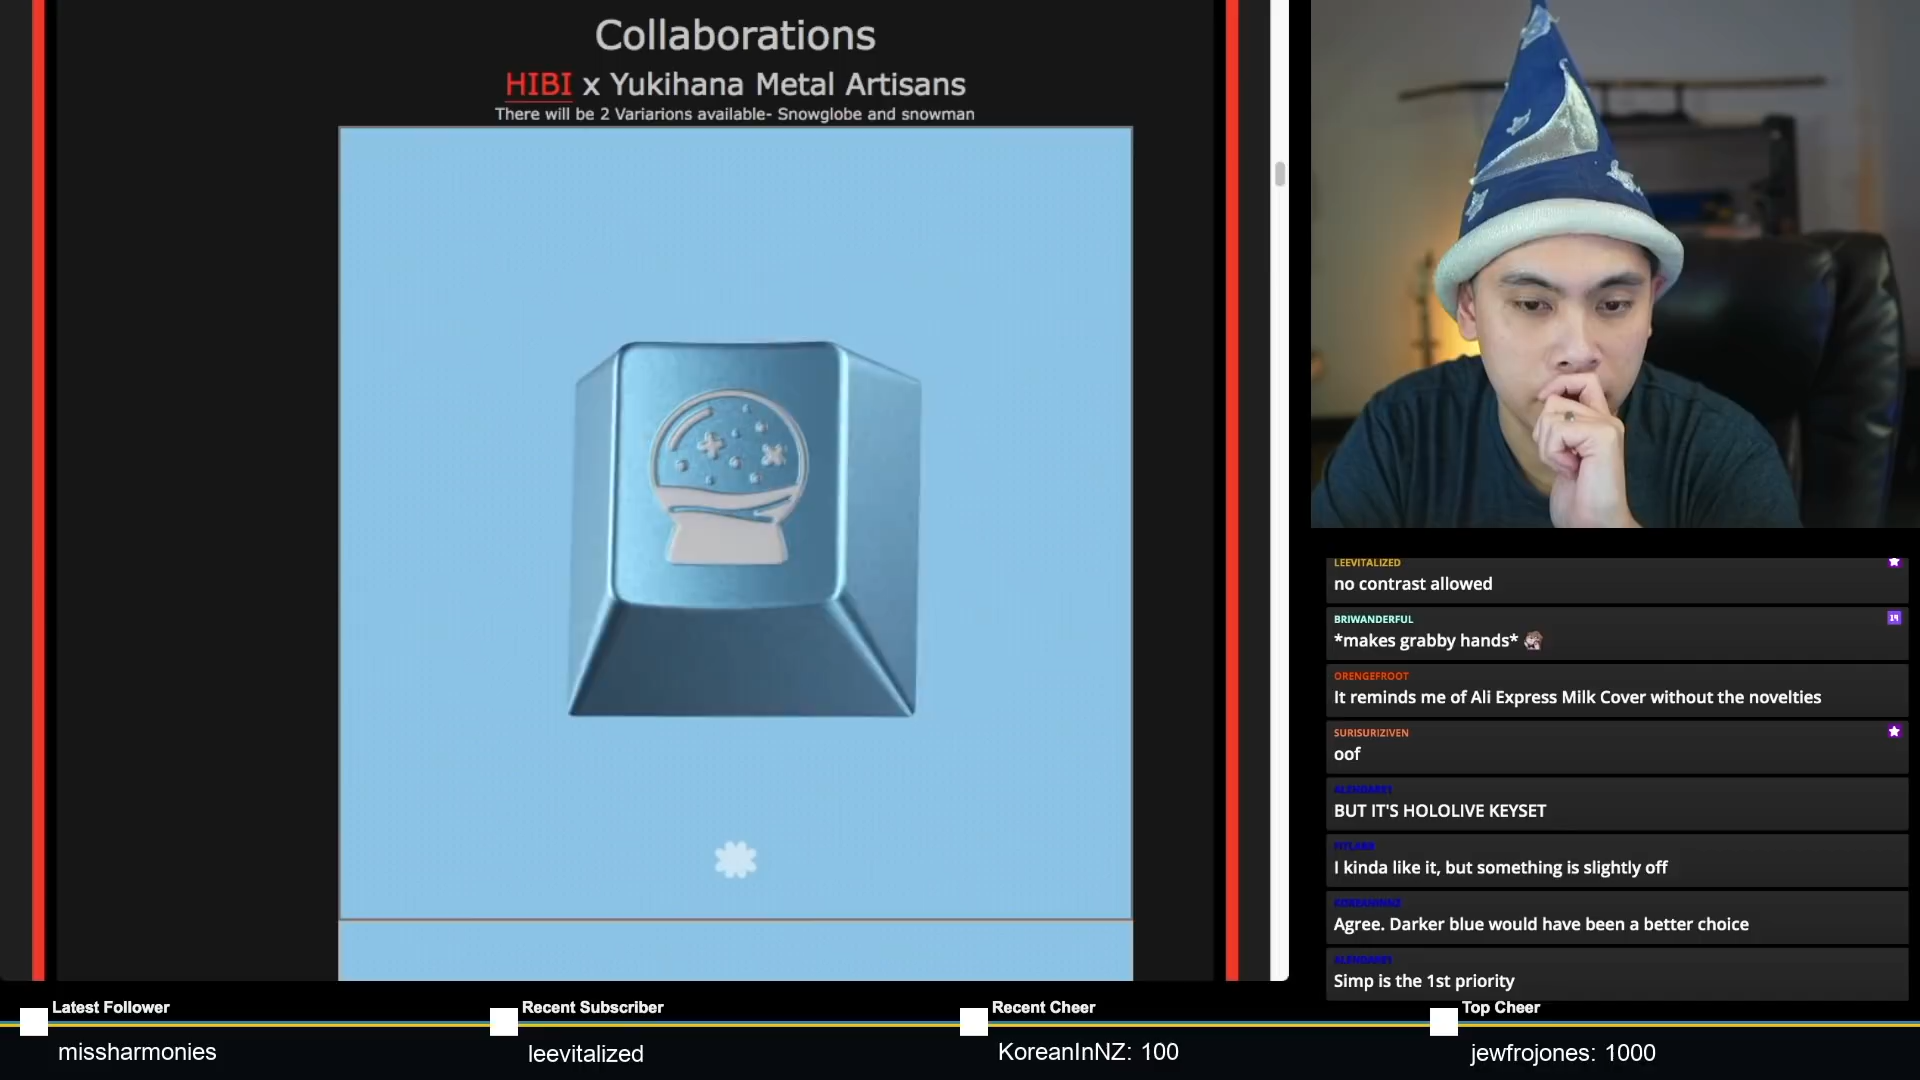 Collaborations
HIBI x Yukihana Metal Artisans
There will be 2 Variarions available- Snowglobe and snowman
LEEVITALIZED
no contrast allowed
BRIWANDERFUL
*makes grabby hands*
ORENGEFROOT
It reminds me of Ali Express Milk Cover without the novelties
SURISURIZIVEN
oof
BUT IT'S HOLOLIVE KEYSET
I kinda like it, but something is slightly off
KOREANINNZ
Agree. Darker blue would have been a better choice
Simp is the 1st priority
Latest Follower
missharmonies
Recent Subscriber
leevitalized
Recent Cheer
KoreanInNZ: 100
Top Cheer
jewfrojones: 1000